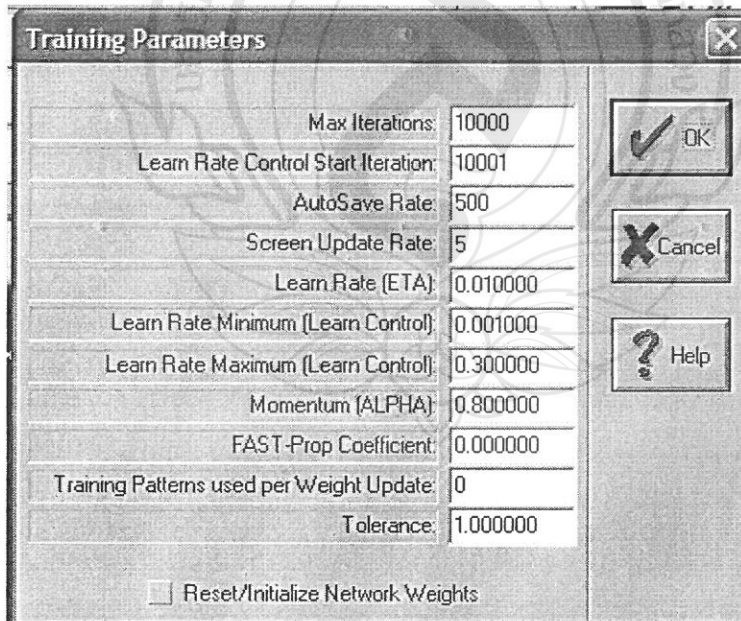 Training Parameters
Max Iterations: 10000
Learn Rate Control Start Iteration: 10001
AutoSave Rate: 500
Screen Update Rate: 5
Learn Rate (ETA): 0.010000
Learn Rate Minimum (Learn Control): 0.001000
Learn Rate Maximum (Learn Control): 0.300000
Momentum (ALPHA): 0.800000
FAST-Prop Coefficient: 0.000000
Training Patterns used per Weight Update: 0
Tolerance: 1.000000
Reset/Initialize Network Weights
OK
Cancel
Help